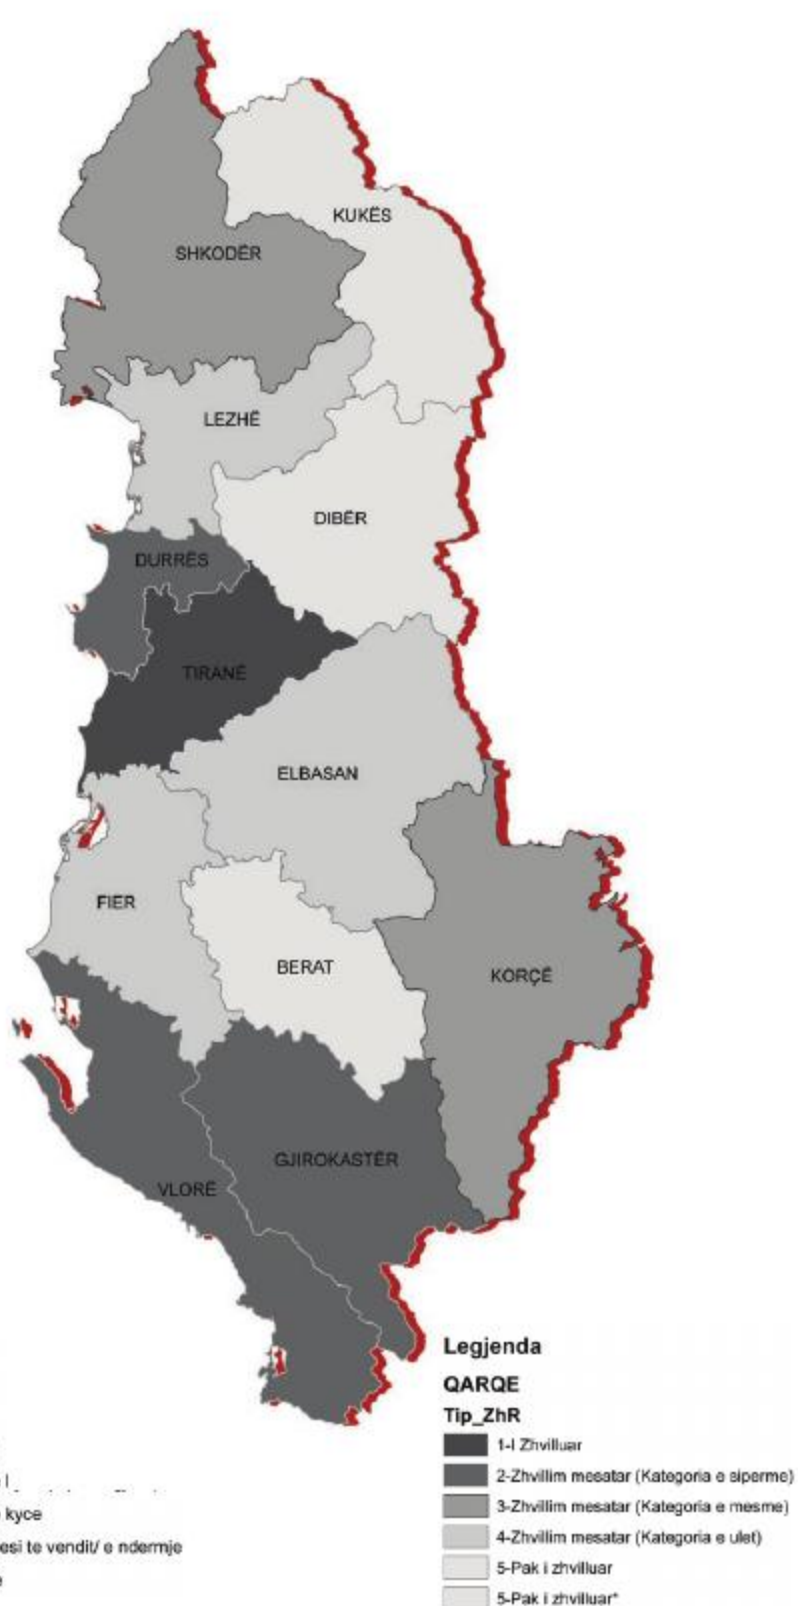 KUKËS
SHKODËR
LEZHË
DIBËR
DURRËS
TIRANË
ELBASAN
FIER
BERAT
KORÇË
GJIROKASTËR
VLORË
Legjenda
QARQE
Tip_ZhR
1-I Zhvilluar
2-Zhvillim mesatar (Kategoria e siperme)
3-Zhvillim mesatar (Kategoria e mesme)
4-Zhvillim mesatar (Kategoria e ulet)
5-Pak i zhvilluar
5-Pak i zhvilluar*
kyce
esi te vendit/ e ndermje